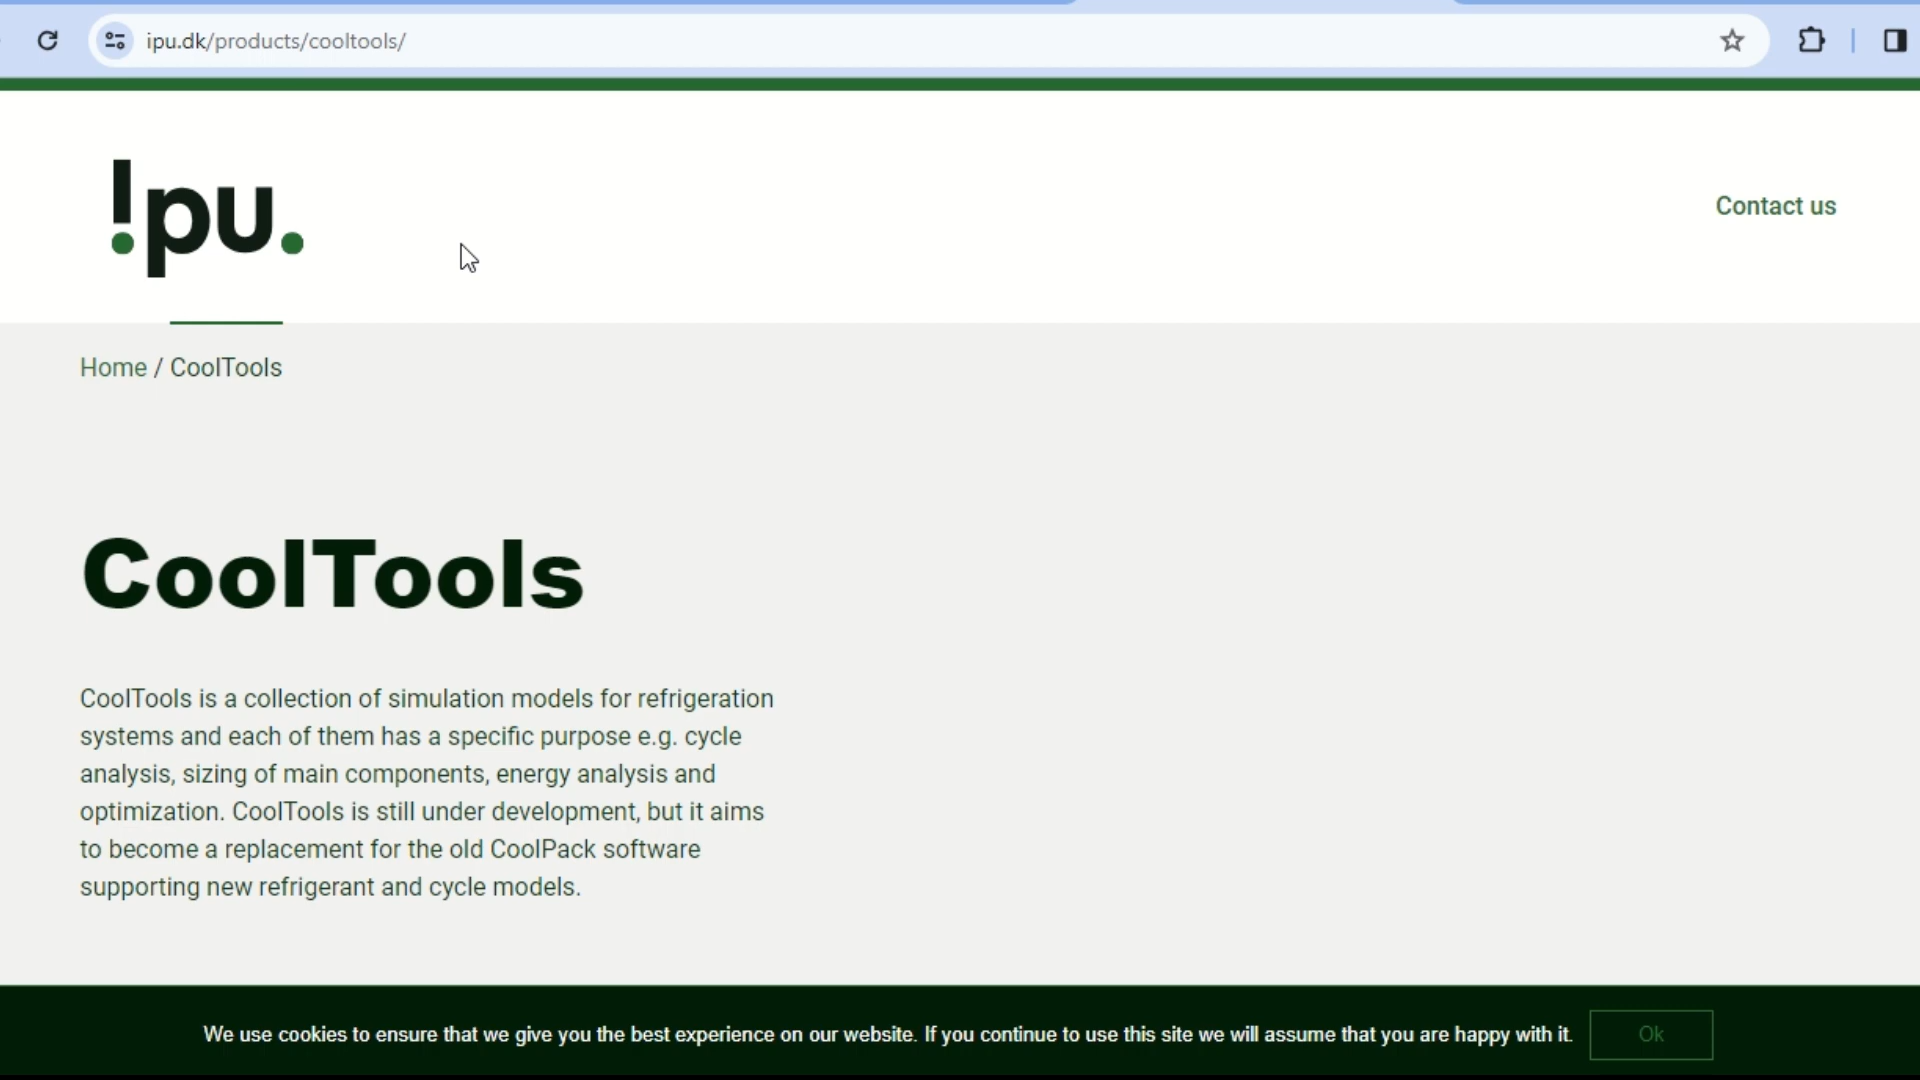 ipu.dk/products/cooltools/
!pu.
Contact us
Home / CoolTools
CoolTools
CoolTools is a collection of simulation models for refrigeration
systems and each of them has a specific purpose e.g. cycle
analysis, sizing of main components, energy analysis and
optimization. CoolTools is still under development, but it aims
to become a replacement for the old CoolPack software
supporting new refrigerant and cycle models.
We use cookies to ensure that we give you the best experience on our website. If you continue to use this site we will assume that you are happy with it.
Ok